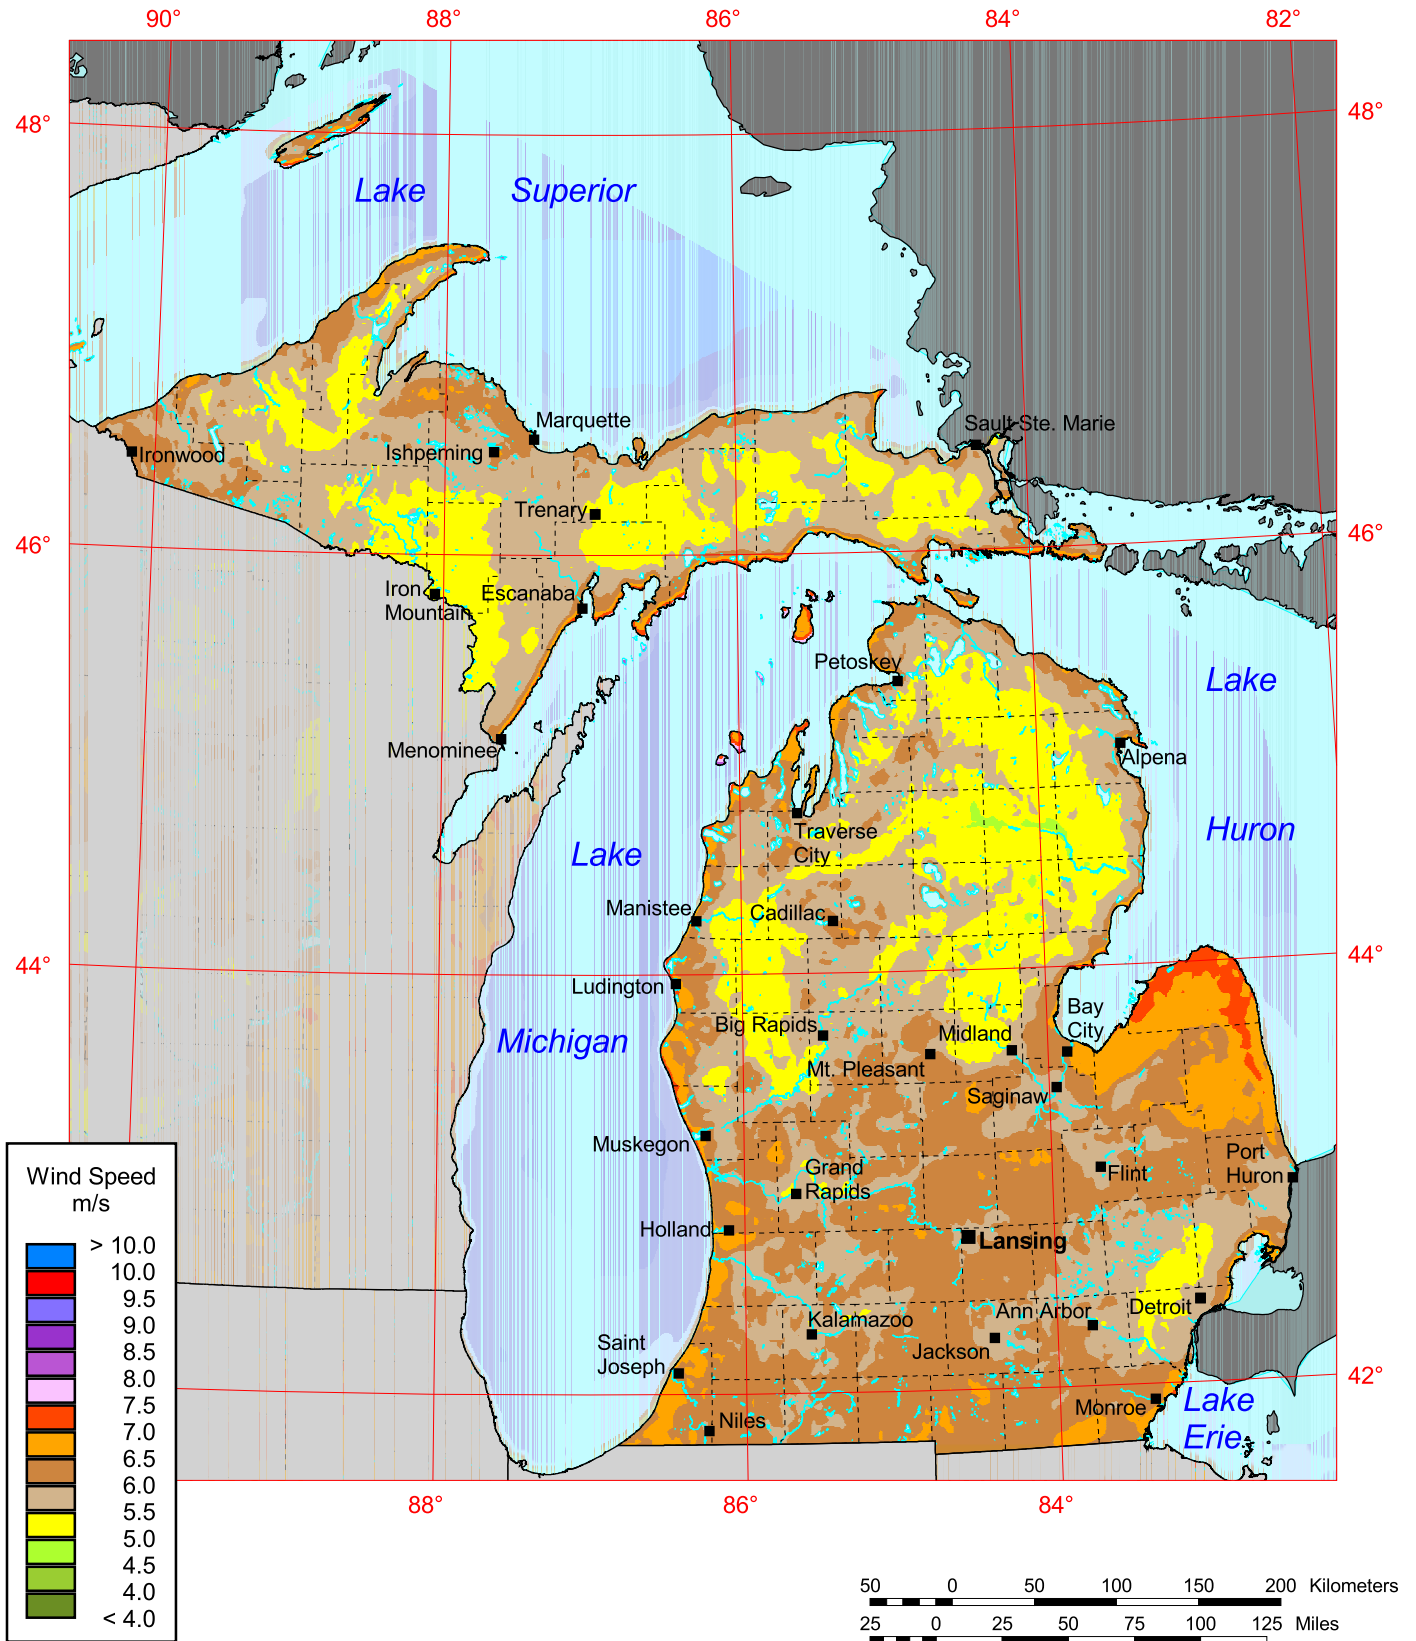 90° 88° 86° 84° 82°
48° 48°
Lake Superior
Marquette
Sault Ste. Marie
Ironwood
Ishpeming
Trenary
46° 46°
Iron
Mountain
Escanaba
Petoskey
Lake
Menominee
Alpena
Traverse
City
Huron
Lake
Manistee
Cadillac
44° 44°
Ludington
Bay
City
Big Rapids
Midland
Michigan
Mt. Pleasant
Saginaw
Muskegon
Grand
Rapids
Flint
Port
Huron
Holland
Lansing
Detroit
Ann Arbor
Kalamazoo
Jackson
Saint
Joseph
42°
Monroe
Lake
Erie
Niles
88° 86° 84°
Wind Speed
m/s
> 10.0
10.0
9.5
9.0
8.5
8.0
7.5
7.0
6.5
6.0
5.5
5.0
4.5
4.0
< 4.0
50 0 50 100 150 200 Kilometers
25 0 25 50 75 100 125 Miles